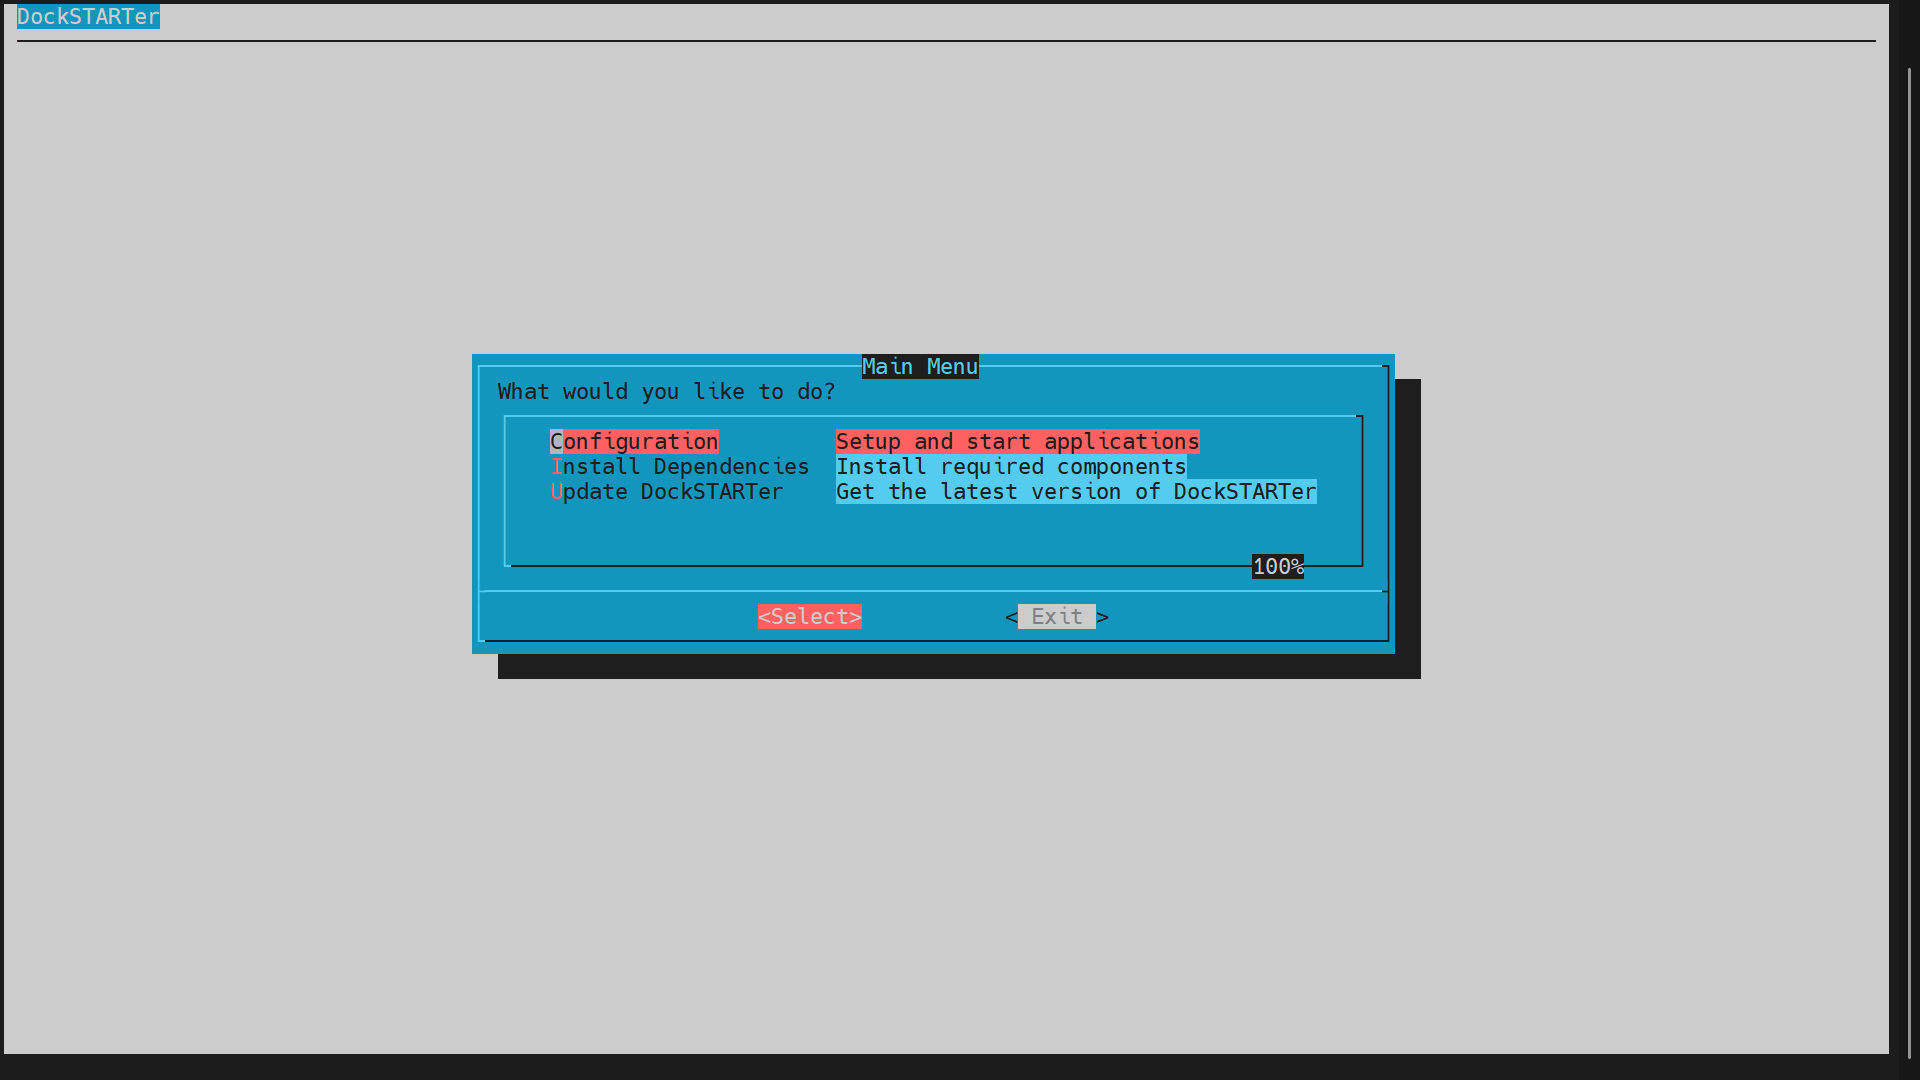 DockSTARTer
Main Menu
What would you like to do?
Configuration Setup and start applications
Install Dependencies Install required components
Update DockSTARTer Get the latest version of DockSTARTer
100%
<Select> < Exit >